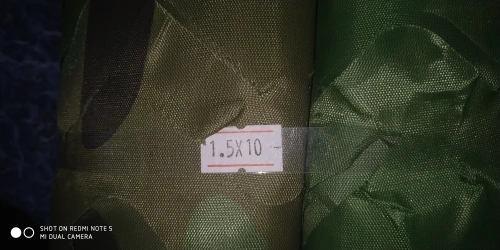 1.5X10
SHOT ON REDMI NOTE 5
MI DUAL CAMERA